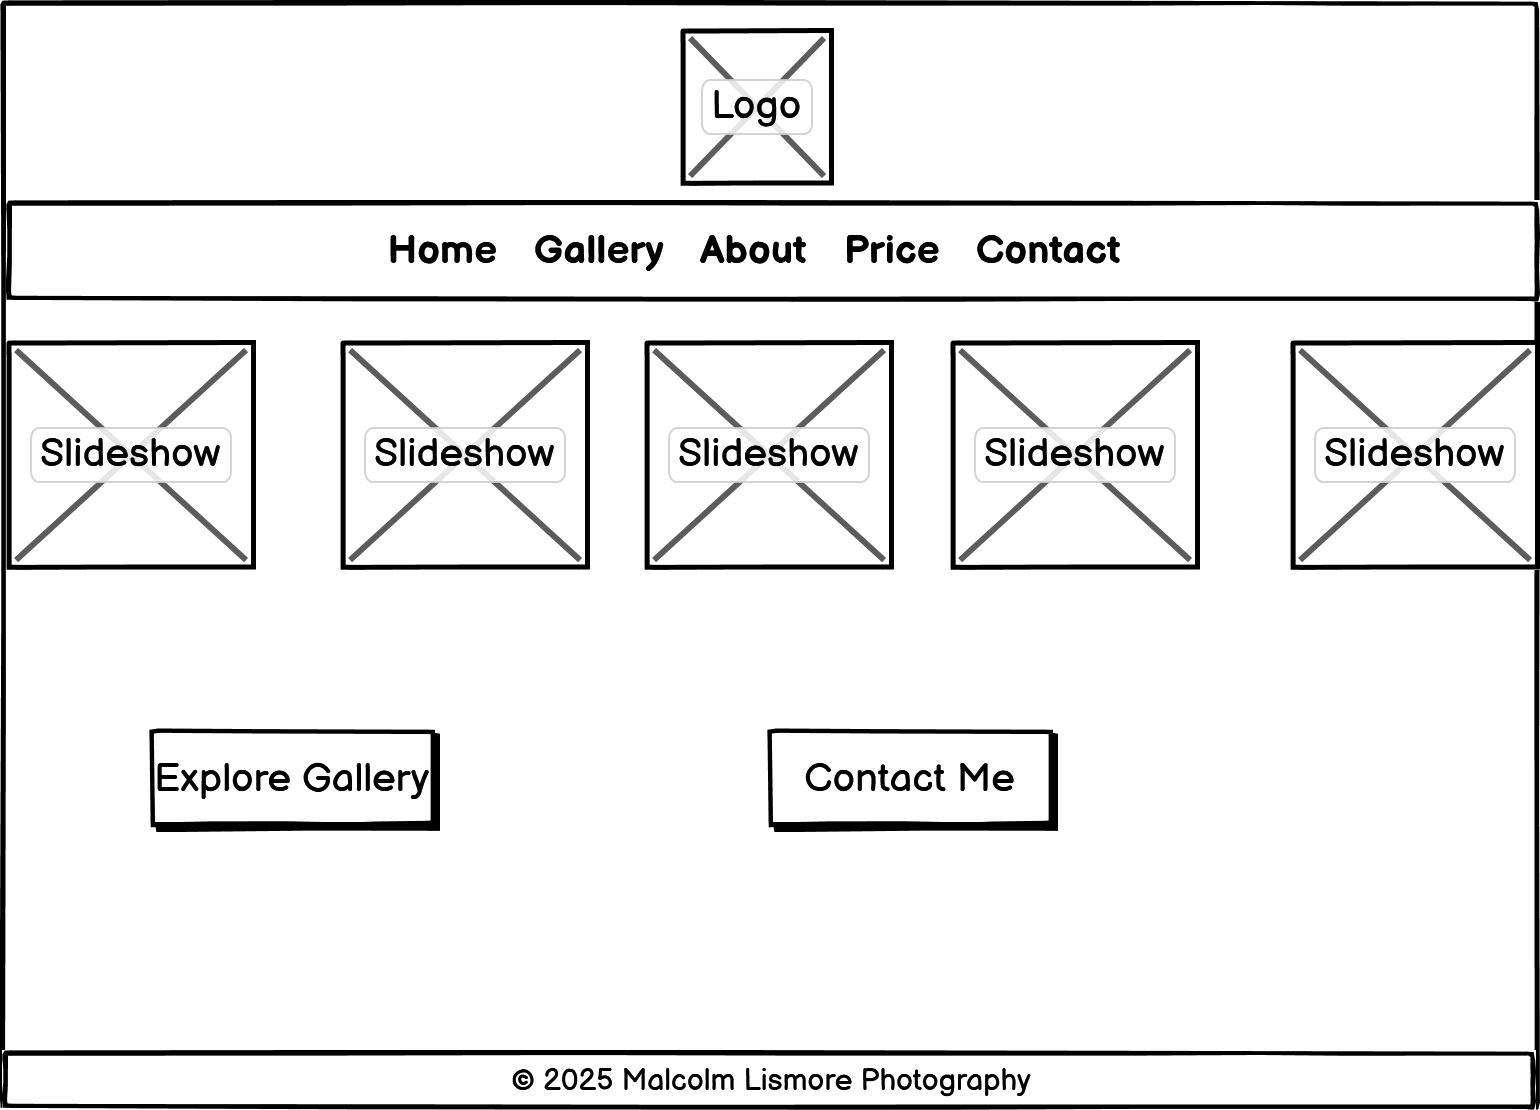 Logo
Home Gallery About Price Contact
Slideshow Slideshow Slideshow Slideshow Slideshow
Explore Gallery Contact Me
© 2025 Malcolm Lismore Photography